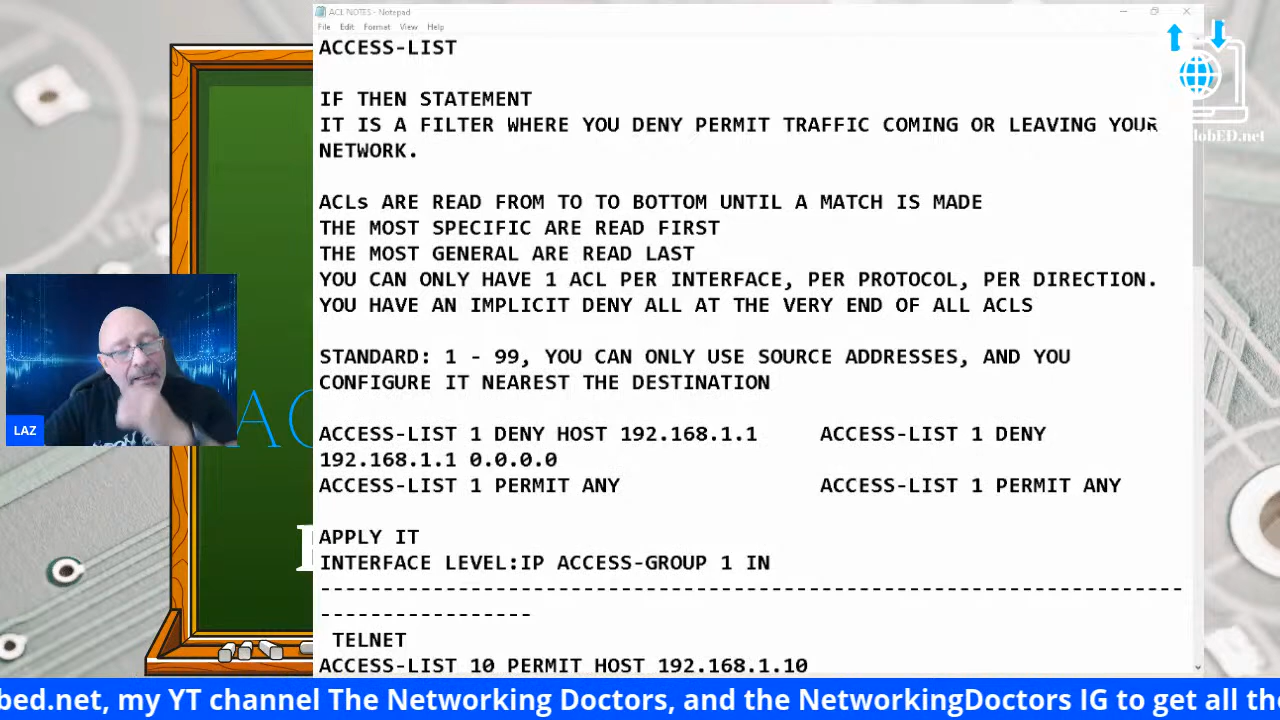 ACL NOTES - Notepad
File Edit Format View Help
ACCESS-LIST
IF THEN STATEMENT
IT IS A FILTER WHERE YOU DENY PERMIT TRAFFIC COMING OR LEAVING YOUR
NETWORK.
ACLs ARE READ FROM TO TO BOTTOM UNTIL A MATCH IS MADE
THE MOST SPECIFIC ARE READ FIRST
THE MOST GENERAL ARE READ LAST
YOU CAN ONLY HAVE 1 ACL PER INTERFACE, PER PROTOCOL, PER DIRECTION.
YOU HAVE AN IMPLICIT DENY ALL AT THE VERY END OF ALL ACLS
STANDARD: 1 - 99, YOU CAN ONLY USE SOURCE ADDRESSES, AND YOU
CONFIGURE IT NEAREST THE DESTINATION
ACCESS-LIST 1 DENY HOST 192.168.1.1 ACCESS-LIST 1 DENY
192.168.1.1 0.0.0.0
ACCESS-LIST 1 PERMIT ANY ACCESS-LIST 1 PERMIT ANY
APPLY IT
INTERFACE LEVEL:IP ACCESS-GROUP 1 IN
---------------------------------------------------------------------
-----------------
TELNET
ACCESS-LIST 10 PERMIT HOST 192.168.1.10
LAZ
bed.net, my YT channel The Networking Doctors, and the NetworkingDoctors IG to get all th